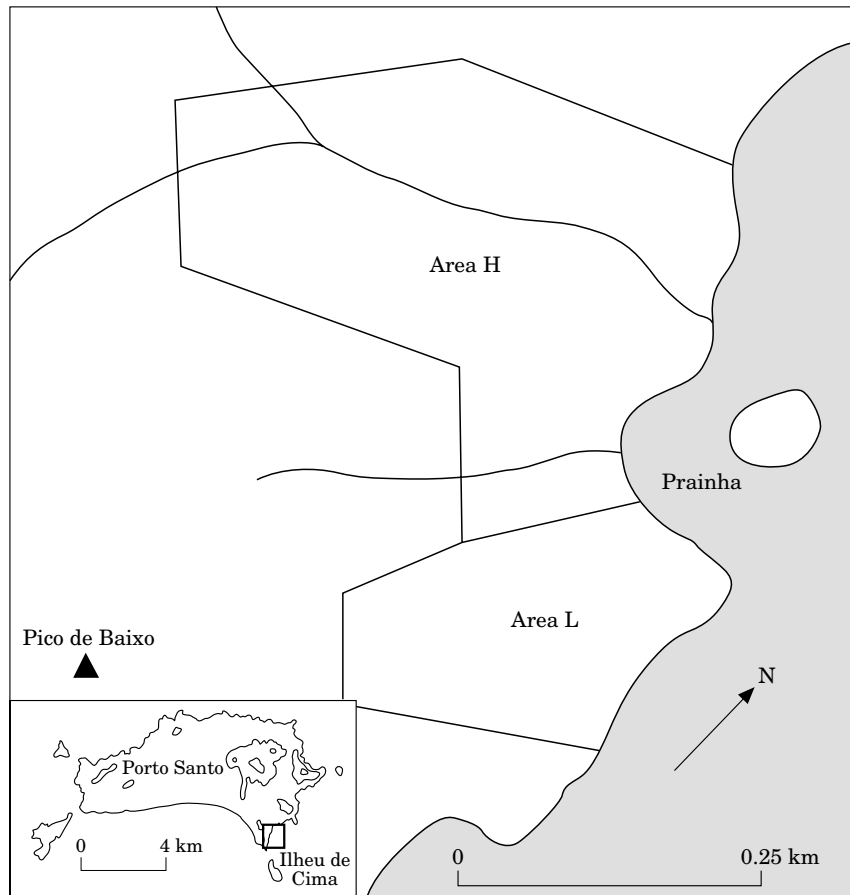 Area H
Prainha
Area L
Pico de Baixo
N
Porto Santo
0 4 km
Ilheu de
Cima
0 0.25 km